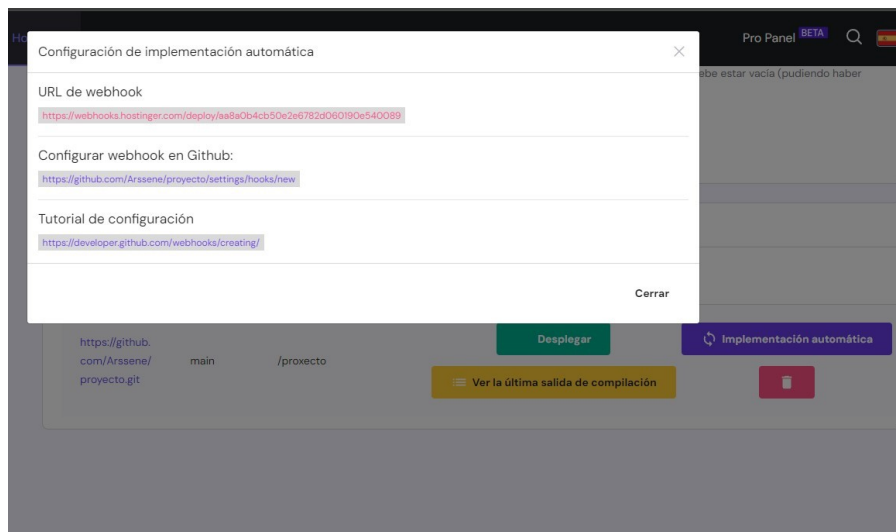 Ho
Pro Panel BETA
Configuración de implementación automática
ebe estar vacía (pudiendo haber
URL de webhook
https://webhooks.hostinger.com/deploy/aa8a0b4cb50e2e6782d060190e540089
Configurar webhook en Github:
https://github.com/Arssene/proyecto/settings/hooks/new
Tutorial de configuración
https://developer.github.com/webhooks/creating/
Cerrar
https://github.
com/Arssene/
proyecto.git
main
/proxecto
Desplegar
Implementación automática
Ver la última salida de compilación